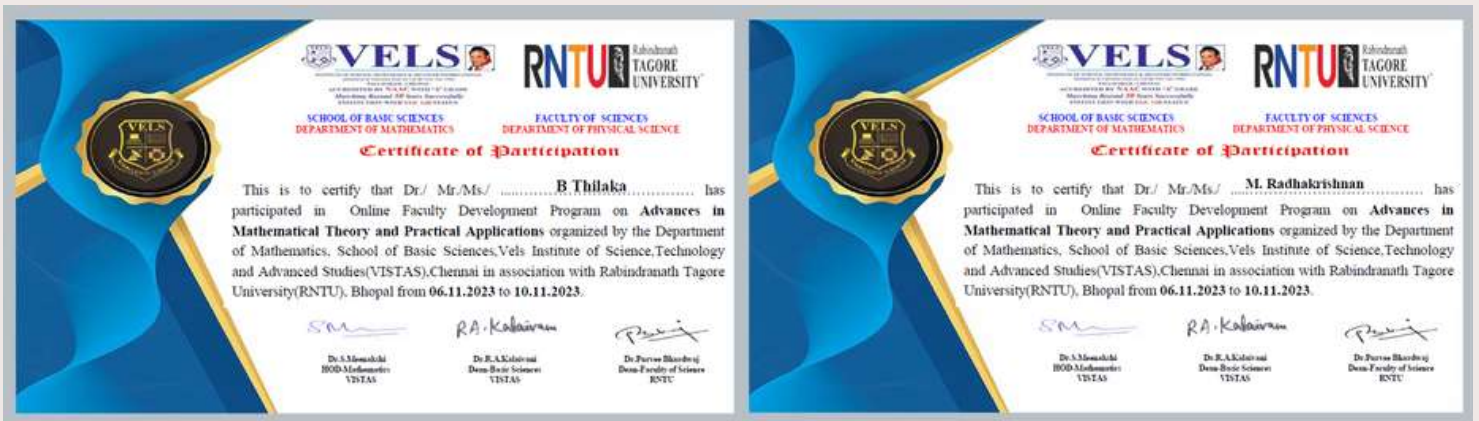 VELS
RNTU
Rabindranath
TAGORE
UNIVERSITY
ACCREDITED BY NAAC WITH
SCHOOL OF BASIC SCIENCES
DEPARTMENT OF MATHEMATICS
FACULTY OF SCIENCES
DEPARTMENT OF PHYSICAL SCIENCE
Certificate of Participation
VELS
This is to certify that Dr./ Mr./Ms./ ...... B Thilaka ............... has
participated in Online Faculty Development Program on Advances in
Mathematical Theory and Practical Applications organized by the Department
of Mathematics, School of Basic Sciences,Vels Institute of Science,Technology
and Advanced Studies(VISTAS),Chennai in association with Rabindranath Tagore
University(RNTU), Bhopal from 06.11.2023 to 10.11.2023.
R.A.Kalaivani
Dr.S.Meenakshi
HOD-Mathematics
VISTAS
Dr.R.A.Kalaivani
Dean-Basic Sciences
VISTAS
Dr.Purvee Bhardwaj
Dean-Faculty of Science
RNTU
VELS
RNTU
Rabindranath
TAGORE
UNIVERSITY
ACCREDITED BY NAAC WITH
SCHOOL OF BASIC SCIENCES
DEPARTMENT OF MATHEMATICS
FACULTY OF SCIENCES
DEPARTMENT OF PHYSICAL SCIENCE
Certificate of Participation
VELS
This is to certify that Dr./ Mr./Ms./ .... M. Radhakrishnan ............ has
participated in Online Faculty Development Program on Advances in
Mathematical Theory and Practical Applications organized by the Department
of Mathematics, School of Basic Sciences,Vels Institute of Science,Technology
and Advanced Studies(VISTAS),Chennai in association with Rabindranath Tagore
University(RNTU), Bhopal from 06.11.2023 to 10.11.2023.
R.A.Kalaivani
Dr.S.Meenakshi
HOD-Mathematics
VISTAS
Dr.R.A.Kalaivani
Dean-Basic Sciences
VISTAS
Dr.Purvee Bhardwaj
Dean-Faculty of Science
RNTU